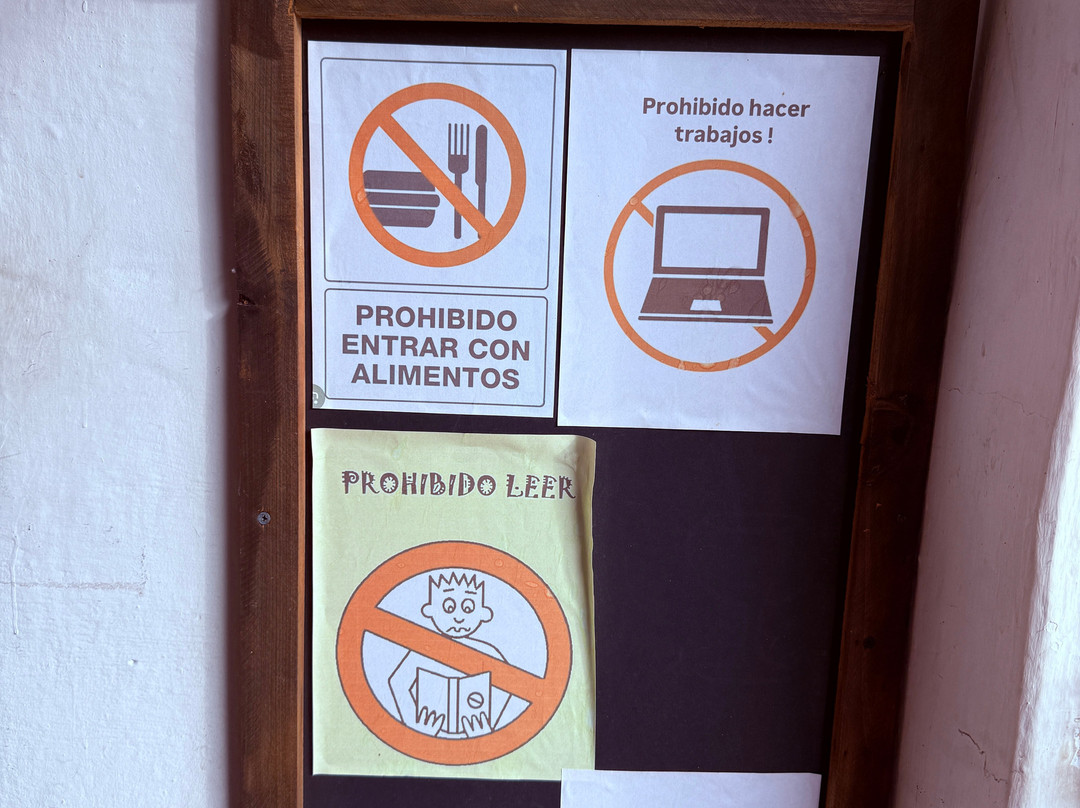 PROHIBIDO
ENTRAR CON
ALIMENTOS
Prohibido hacer
trabajos !
PROHIBIDO LEER